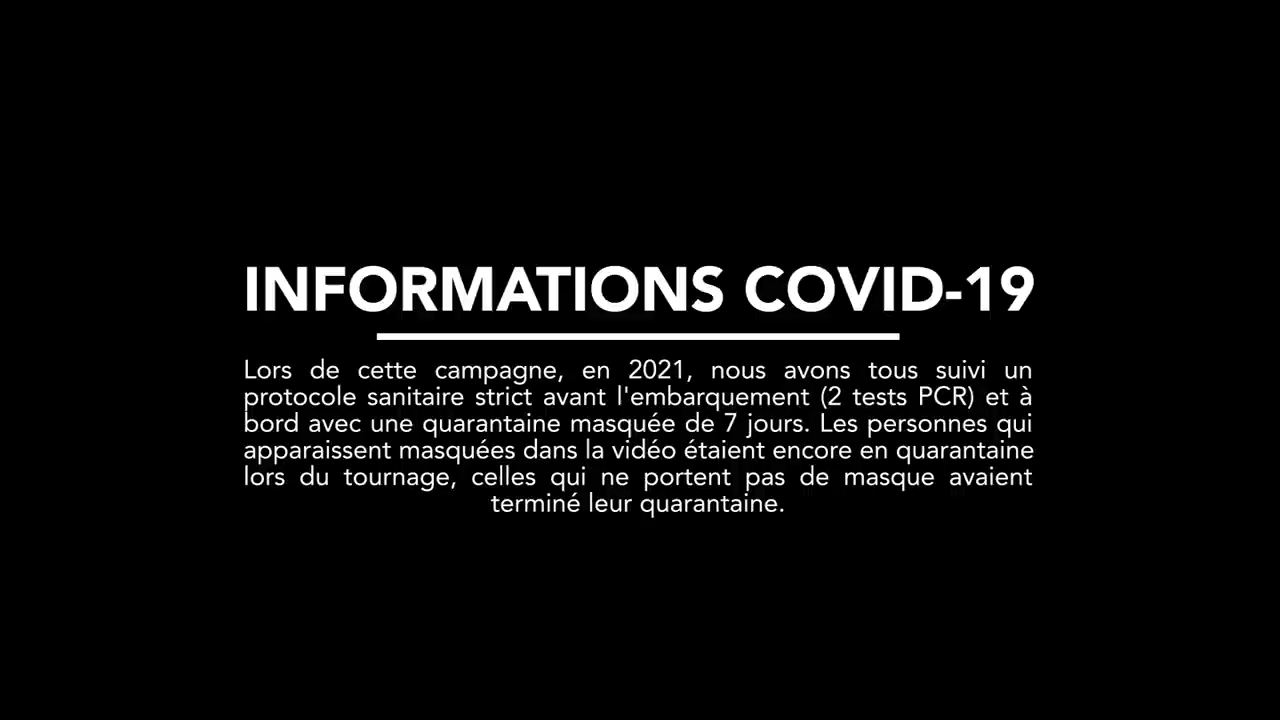 INFORMATIONS COVID-19
Lors de cette campagne, en 2021, nous avons tous suivi un
protocole sanitaire strict avant l'embarquement (2 tests PCR) et à
bord avec une quarantaine masquée de 7 jours. Les personnes qui
apparaissent masquées dans la vidéo étaient encore en quarantaine
lors du tournage, celles qui ne portent pas de masque avaient
terminé leur quarantaine.